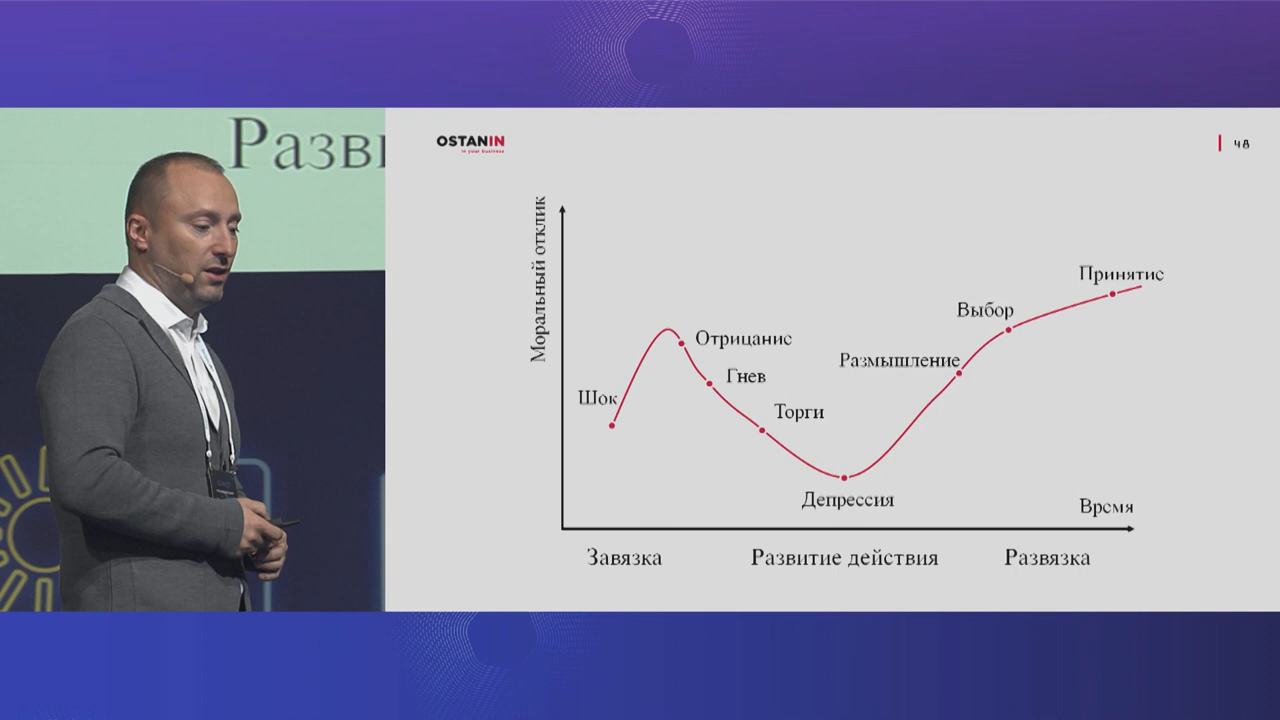 Разви
OSTANIN
in your business
48
Моральный отклик
Принятие
Выбор
Отрицание
Размышление
Гнев
Шок
Торги
Депрессия
Время
Завязка
Развитие действия
Развязка